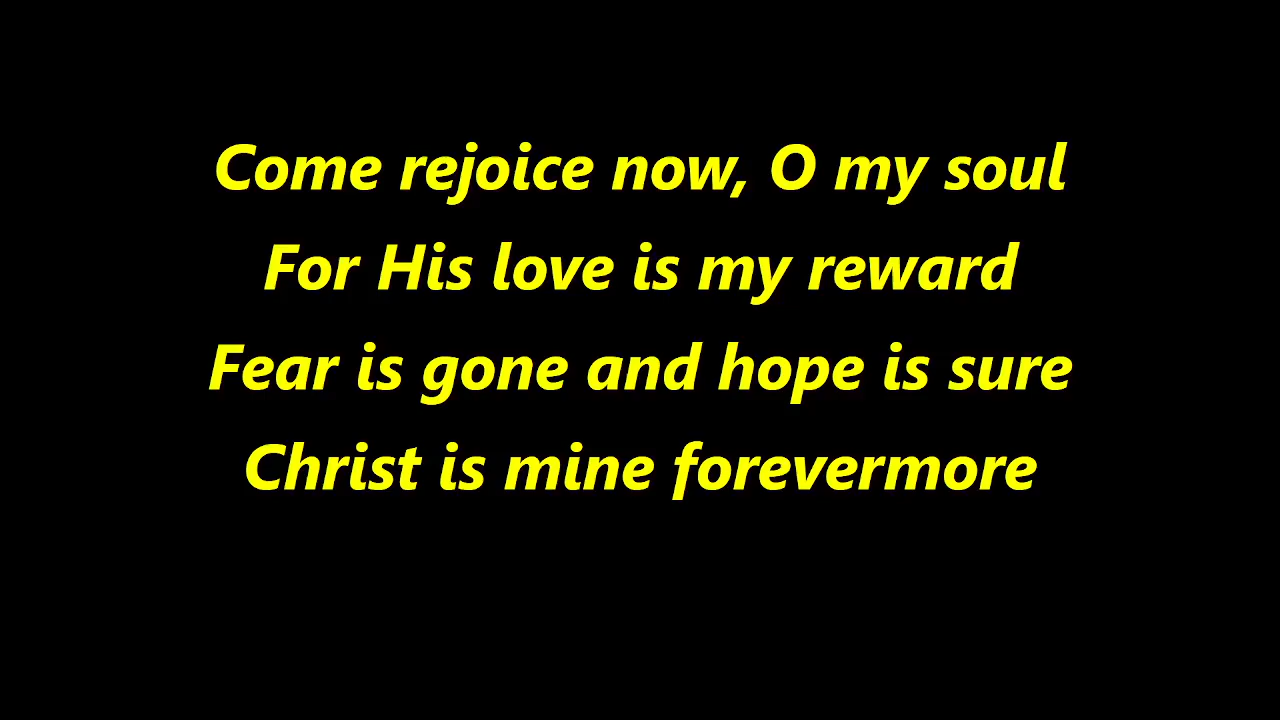 Come rejoice now, O my soul
For His love is my reward
Fear is gone and hope is sure
Christ is mine forevermore